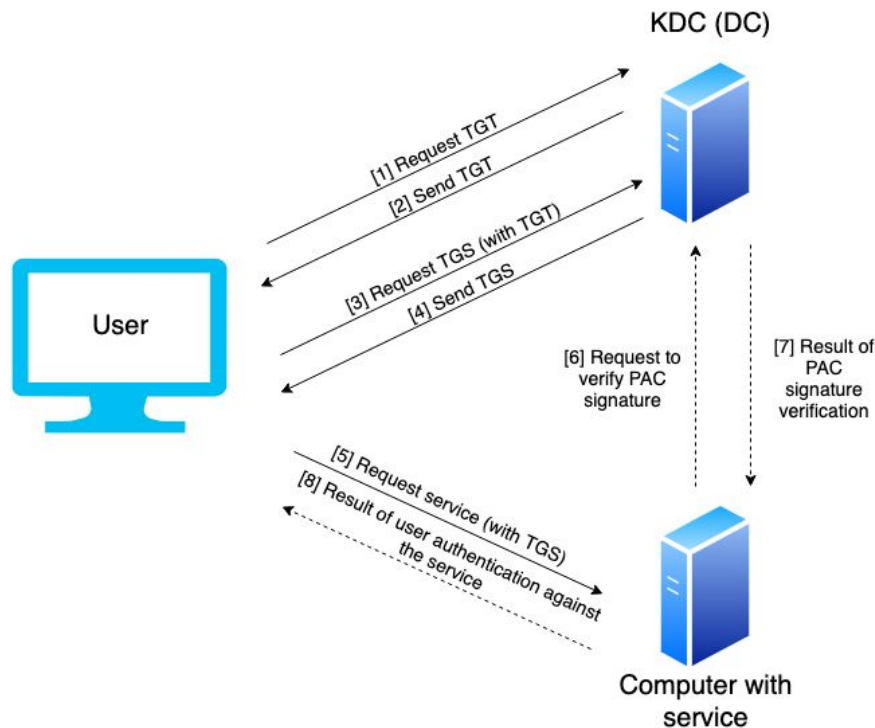 KDC (DC)
[1] Request TGT
[2] Send TGT
[3] Request TGS (with TGT)
[4] Send TGS
User
[6] Request to
verify PAC
signature
[7] Result of
PAC
signature
verification
[5] Request service (with TGS)
[8] Result of user authentication against
the service
Computer with
service